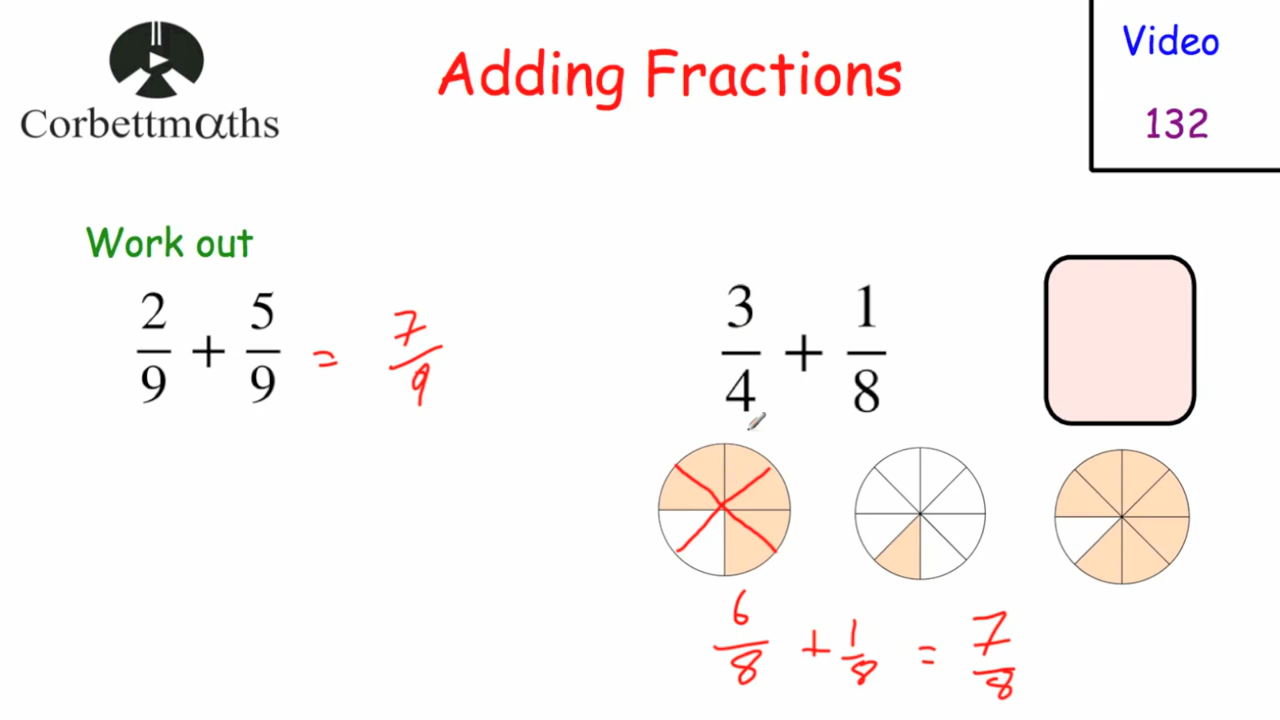 Corbettmαths
Adding Fractions
Video
132
Work out
2/9 + 5/9 = 7/9
3/4 + 1/8
6/8 + 1/8 = 7/8